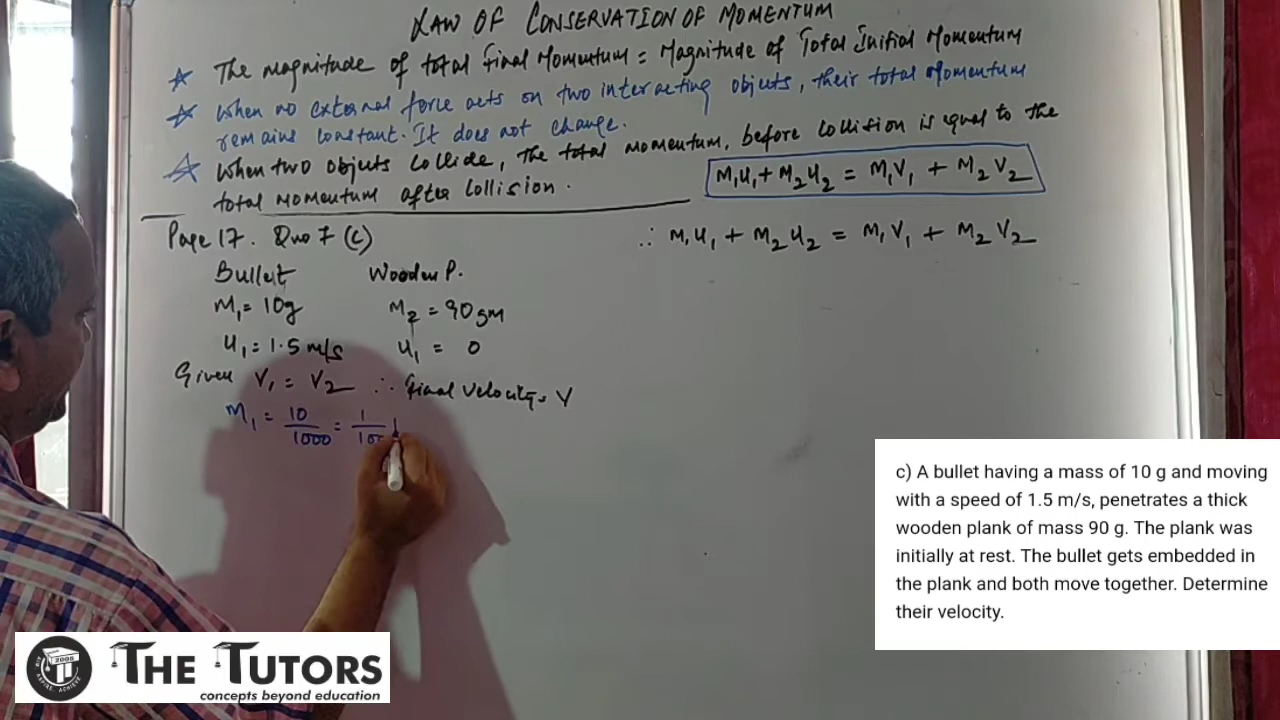 LAW OF CONSERVATION OF MOMENTUM
The magnitude of total Final Momentum = Magnitude of Total Initial Momentum
When no external force acts on two interacting objects, their total Momentum
remains constant. It does not change.
When two objects collide, the total momentum, before collision is equal to the
total momentum after collision.
M₁U₁ + M₂U₂ = M₁V₁ + M₂V₂
Page 17. Quo 7 (c)
∴ M₁U₁ + M₂U₂ = M₁V₁ + M₂V₂
Bullet Wooden P.
M₁ = 10g M₂ = 90gm
U₁ = 1.5 m/s U₁ = 0
Given V₁ = V₂ ∴ final velocity = V
M₁ = 10/1000 = 1/100
c) A bullet having a mass of 10 g and moving
with a speed of 1.5 m/s, penetrates a thick
wooden plank of mass 90 g. The plank was
initially at rest. The bullet gets embedded in
the plank and both move together. Determine
their velocity.
THE TUTORS
concepts beyond education